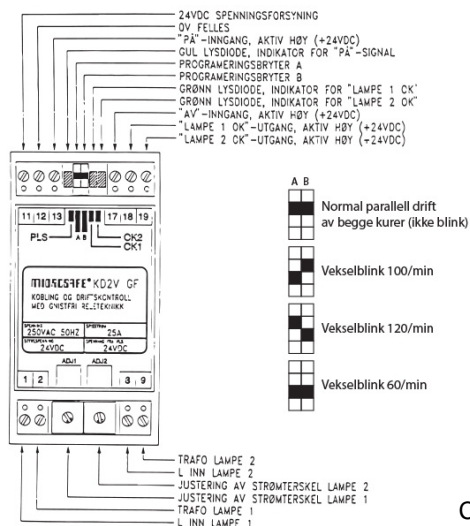 24VDC SPENNINGSFORSYNING
0V FELLES
"PÅ"-INNGANG, AKTIV HØY (+24VDC)
GUL LYSDIODE, INDIKATOR FOR "PÅ"-SIGNAL
PROGRAMERINGSBRYTER A
PROGRAMERINGSBRYTER B
GRØNN LYSDIODE, INDIKATOR FOR "LAMPE 1 OK"
GRØNN LYSDIODE, INDIKATOR FOR "LAMPE 2 OK"
"AV"-INNGANG, AKTIV HØY (+24VDC)
"LAMPE 1 OK"-UTGANG, AKTIV HØY (+24VDC)
"LAMPE 2 OK"-UTGANG, AKTIV HØY (+24VDC)
11 12 13 17 18 19
PLS A B CK2
CK1
KD2V GF
KOBLING OG DRIFTSKONTROLL
MED GNISTFRI RELETEKNIKK
250VAC 50HZ 25A
24VDC 24VDC
ADJ1 ADJ2
1 2 8 9
TRAFO LAMPE 2
L INN LAMPE 2
JUSTERING AV STRØMTERSKEL LAMPE 2
JUSTERING AV STRØMTERSKEL LAMPE 1
TRAFO LAMPE 1
L INN LAMPE 1
A B
Normal parallell drift
av begge kurer (ikke blink)
Vekselblink 100/min
Vekselblink 120/min
Vekselblink 60/min